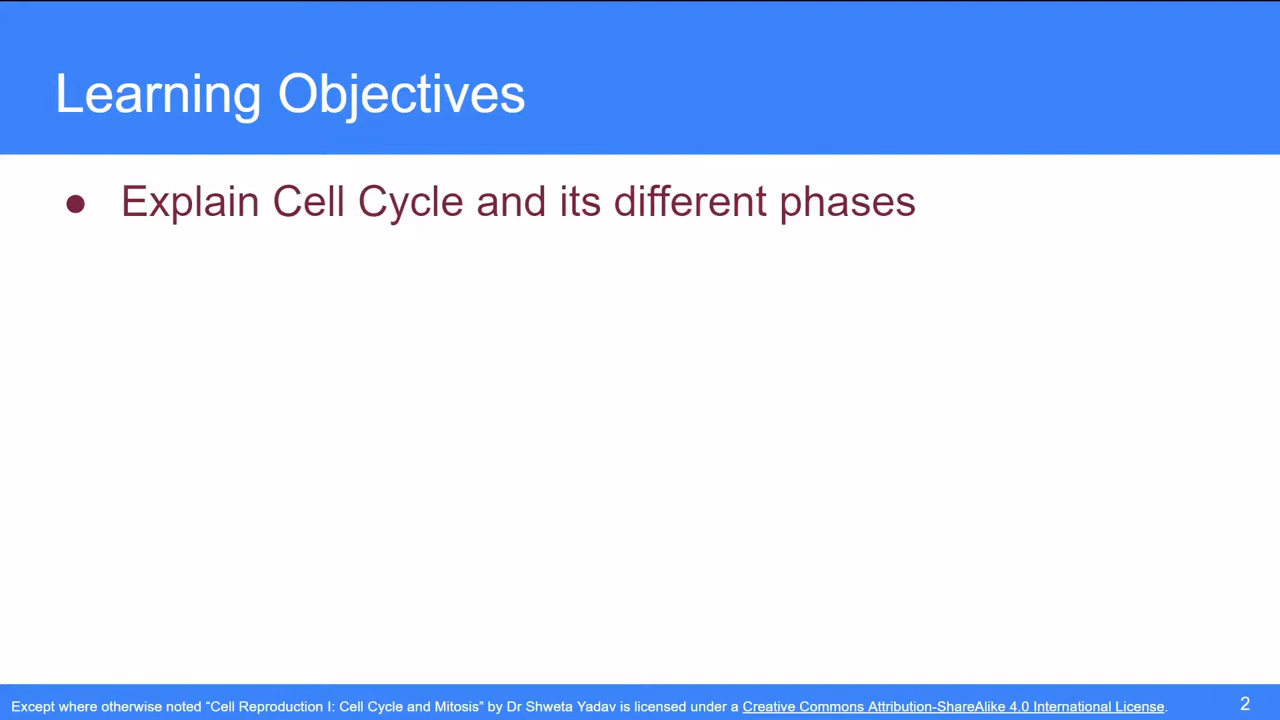 Learning Objectives
● Explain Cell Cycle and its different phases
Except where otherwise noted “Cell Reproduction I: Cell Cycle and Mitosis” by Dr Shweta Yadav is licensed under a Creative Commons Attribution-ShareAlike 4.0 International License.
2